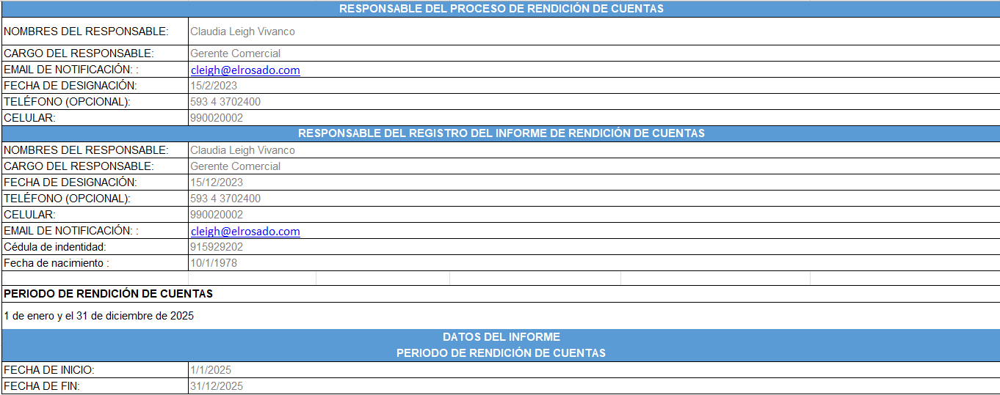 RESPONSABLE DEL PROCESO DE RENDICIÓN DE CUENTAS
NOMBRES DEL RESPONSABLE: Claudia Leigh Vivanco
CARGO DEL RESPONSABLE: Gerente Comercial
EMAIL DE NOTIFICACIÓN: : cleigh@elrosado.com
FECHA DE DESIGNACIÓN: 15/2/2023
TELÉFONO (OPCIONAL): 593 4 3702400
CELULAR: 990020002
RESPONSABLE DEL REGISTRO DEL INFORME DE RENDICIÓN DE CUENTAS
NOMBRES DEL RESPONSABLE: Claudia Leigh Vivanco
CARGO DEL RESPONSABLE: Gerente Comercial
FECHA DE DESIGNACIÓN: 15/12/2023
TELÉFONO (OPCIONAL): 593 4 3702400
CELULAR: 990020002
EMAIL DE NOTIFICACIÓN: : cleigh@elrosado.com
Cédula de indentidad: 915929202
Fecha de nacimiento : 10/1/1978
PERIODO DE RENDICIÓN DE CUENTAS
1 de enero y el 31 de diciembre de 2025
DATOS DEL INFORME
PERIODO DE RENDICIÓN DE CUENTAS
FECHA DE INICIO: 1/1/2025
FECHA DE FIN: 31/12/2025